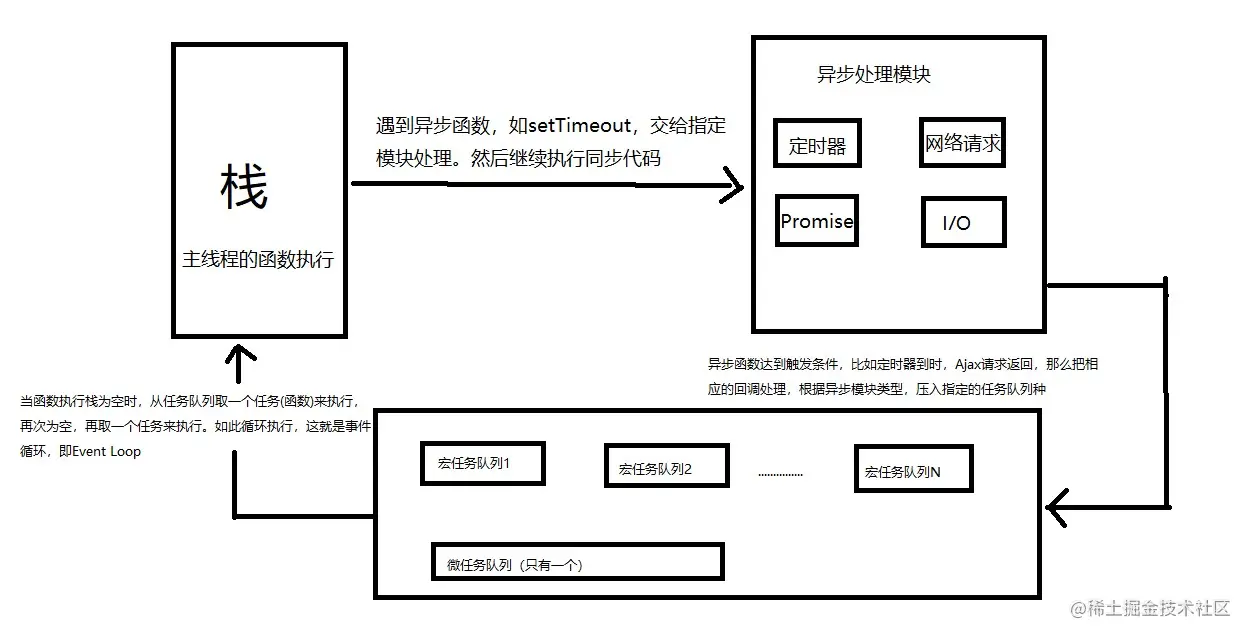 异步处理模块
遇到异步函数，如setTimeout，交给指定
模块处理。然后继续执行同步代码
定时器
网络请求
栈
Promise
I/O
主线程的函数执行
异步函数达到触发条件，比如定时器到时，Ajax请求返回，那么把相
应的回调处理，根据异步模块类型，压入指定的任务队列种
当函数执行栈为空时，从任务队列取一个任务(函数)来执行，
再次为空，再取一个任务来执行。如此循环执行，这就是事件
循环，即Event Loop
宏任务队列1
宏任务队列2
...............
宏任务队列N
微任务队列（只有一个）
@稀土掘金技术社区